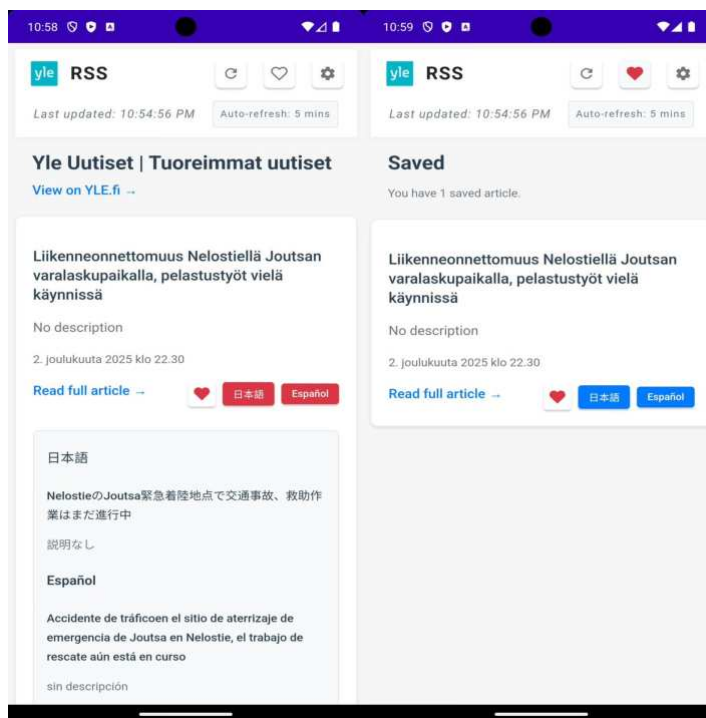 10:58
yle RSS
Last updated: 10:54:56 PM
Auto-refresh: 5 mins
Yle Uutiset | Tuoreimmat uutiset
View on YLE.fi →
Liikenneonnettomuus Nelostiellä Joutsan
varalaskupaikalla, pelastustyöt vielä
käynnissä
No description
2. joulukuuta 2025 klo 22.30
Read full article →
日本語
Español
日本語
NelostieのJoutsa緊急着陸地点で交通事故、救助作
業はまだ進行中
説明なし
Español
Accidente de tráficoen el sitio de aterrizaje de
emergencia de Joutsa en Nelostie, el trabajo de
rescate aún está en curso
sin descripción
10:59
yle RSS
Last updated: 10:54:56 PM
Auto-refresh: 5 mins
Saved
You have 1 saved article.
Liikenneonnettomuus Nelostiellä Joutsan
varalaskupaikalla, pelastustyöt vielä
käynnissä
No description
2. joulukuuta 2025 klo 22.30
Read full article →
日本語
Español